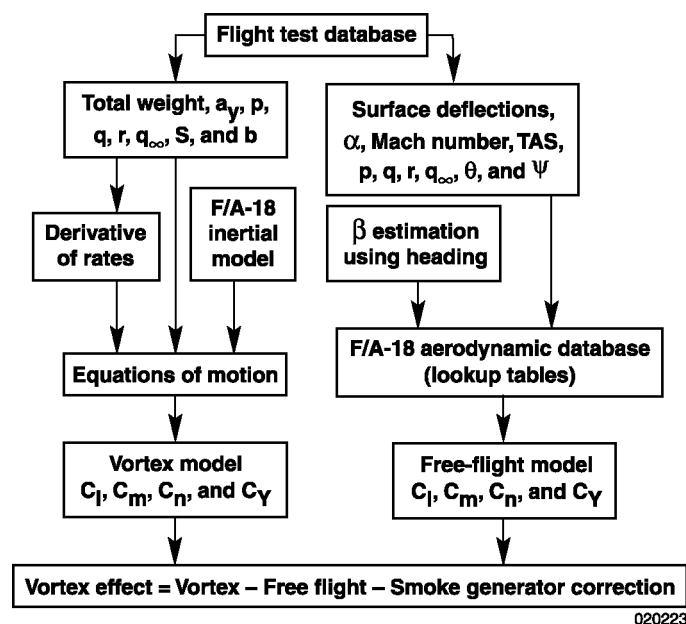 Flight test database
Total weight, ay, p,
q, r, q∞, S, and b
Surface deflections,
α, Mach number, TAS,
p, q, r, q∞, θ, and Ψ
Derivative
of rates
F/A-18
inertial
model
β estimation
using heading
Equations of motion
F/A-18 aerodynamic database
(lookup tables)
Vortex model
Cl, Cm, Cn, and CY
Free-flight model
Cl, Cm, Cn, and CY
Vortex effect = Vortex – Free flight – Smoke generator correction
020223